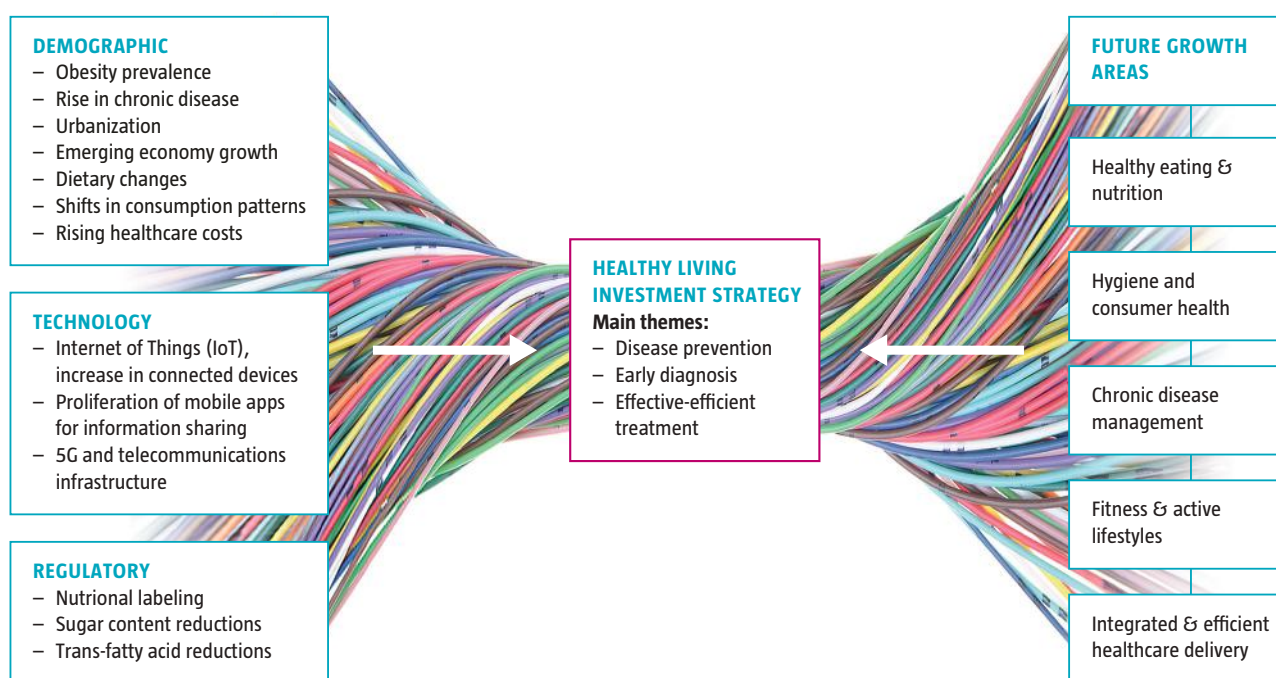 DEMOGRAPHIC
– Obesity prevalence
– Rise in chronic disease
– Urbanization
– Emerging economy growth
– Dietary changes
– Shifts in consumption patterns
– Rising healthcare costs
TECHNOLOGY
– Internet of Things (IoT),
increase in connected devices
– Proliferation of mobile apps
for information sharing
– 5G and telecommunications
infrastructure
REGULATORY
– Nutrional labeling
– Sugar content reductions
– Trans-fatty acid reductions
HEALTHY LIVING
INVESTMENT STRATEGY
Main themes:
– Disease prevention
– Early diagnosis
– Effective-efficient
treatment
FUTURE GROWTH
AREAS
Healthy eating &
nutrition
Hygiene and
consumer health
Chronic disease
management
Fitness & active
lifestyles
Integrated & efficient
healthcare delivery